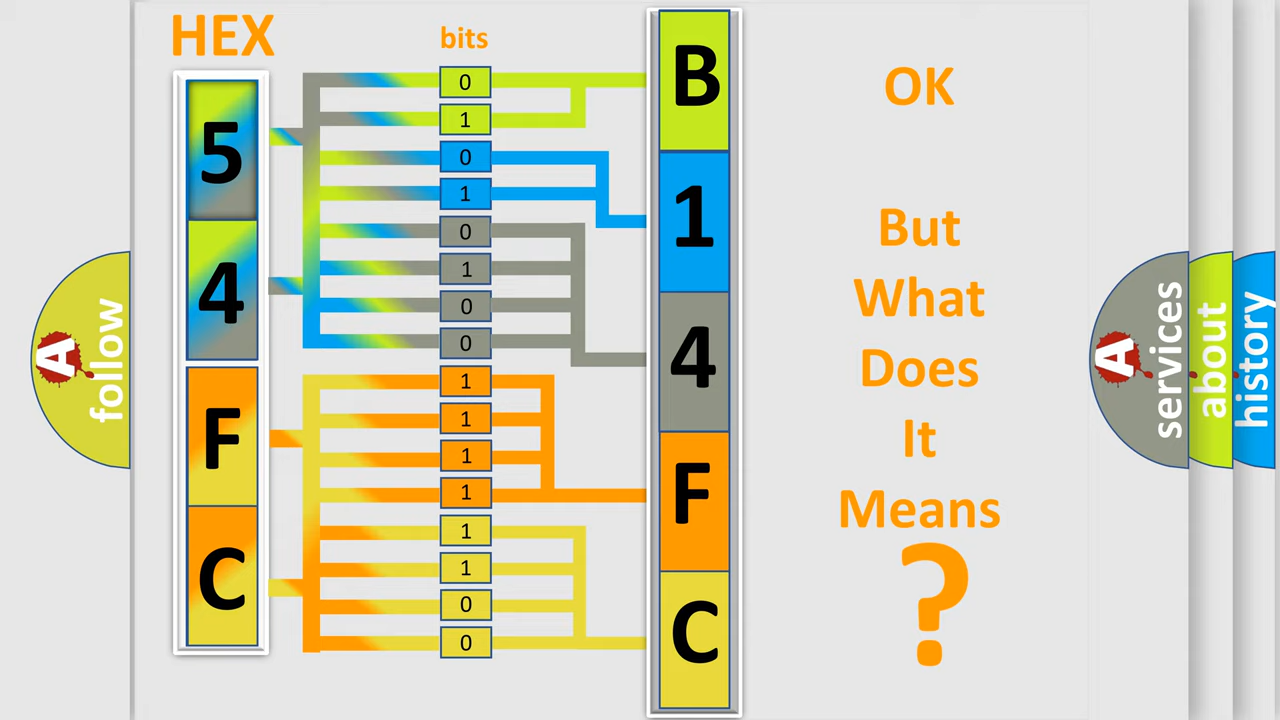 HEX
bits
5
4
F
C
0
1
0
1
0
1
0
0
1
1
1
1
1
1
0
0
B
1
4
F
C
OK
But
What
Does
It
Means
?
A
follow
A
services
about
history